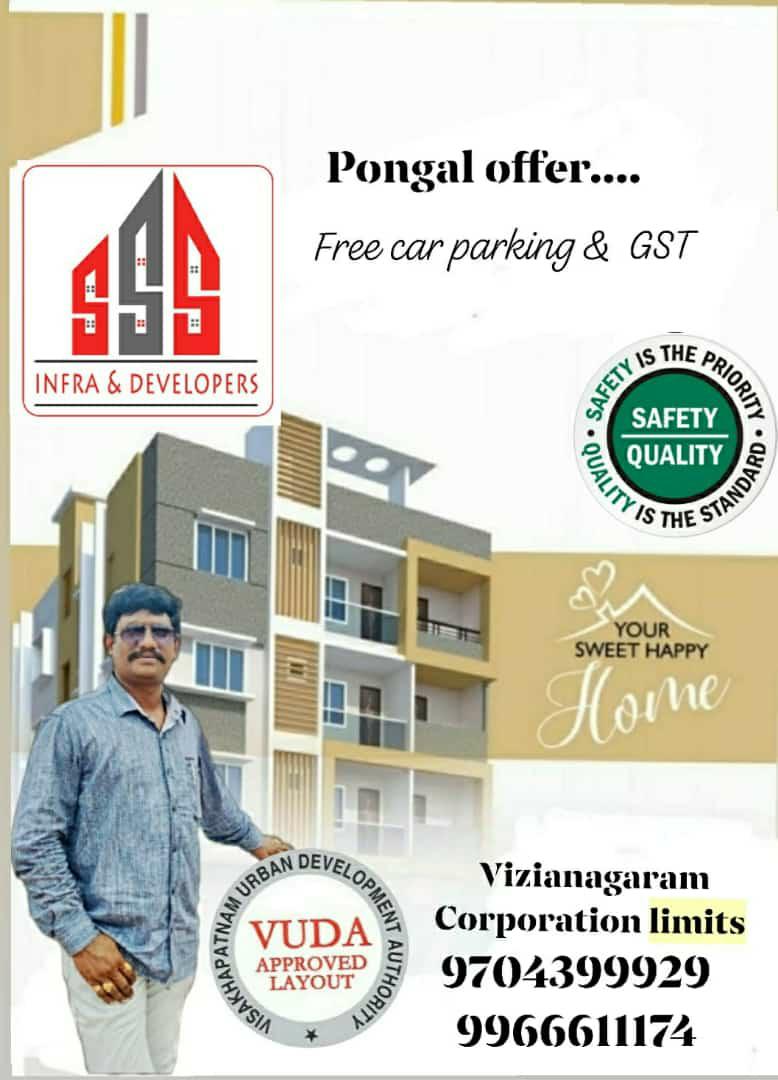 Pongal offer....
Free car parking & GST
SSS
INFRA & DEVELOPERS
SAFETY IS THE PRIORITY
SAFETY
QUALITY
QUALITY IS THE STANDARD
YOUR
SWEET HAPPY
Home
VISAKHAPATNAM URBAN DEVELOPMENT AUTHORITY
VUDA
APPROVED
LAYOUT
Vizianagaram
Corporation limits
9704399929
9966611174